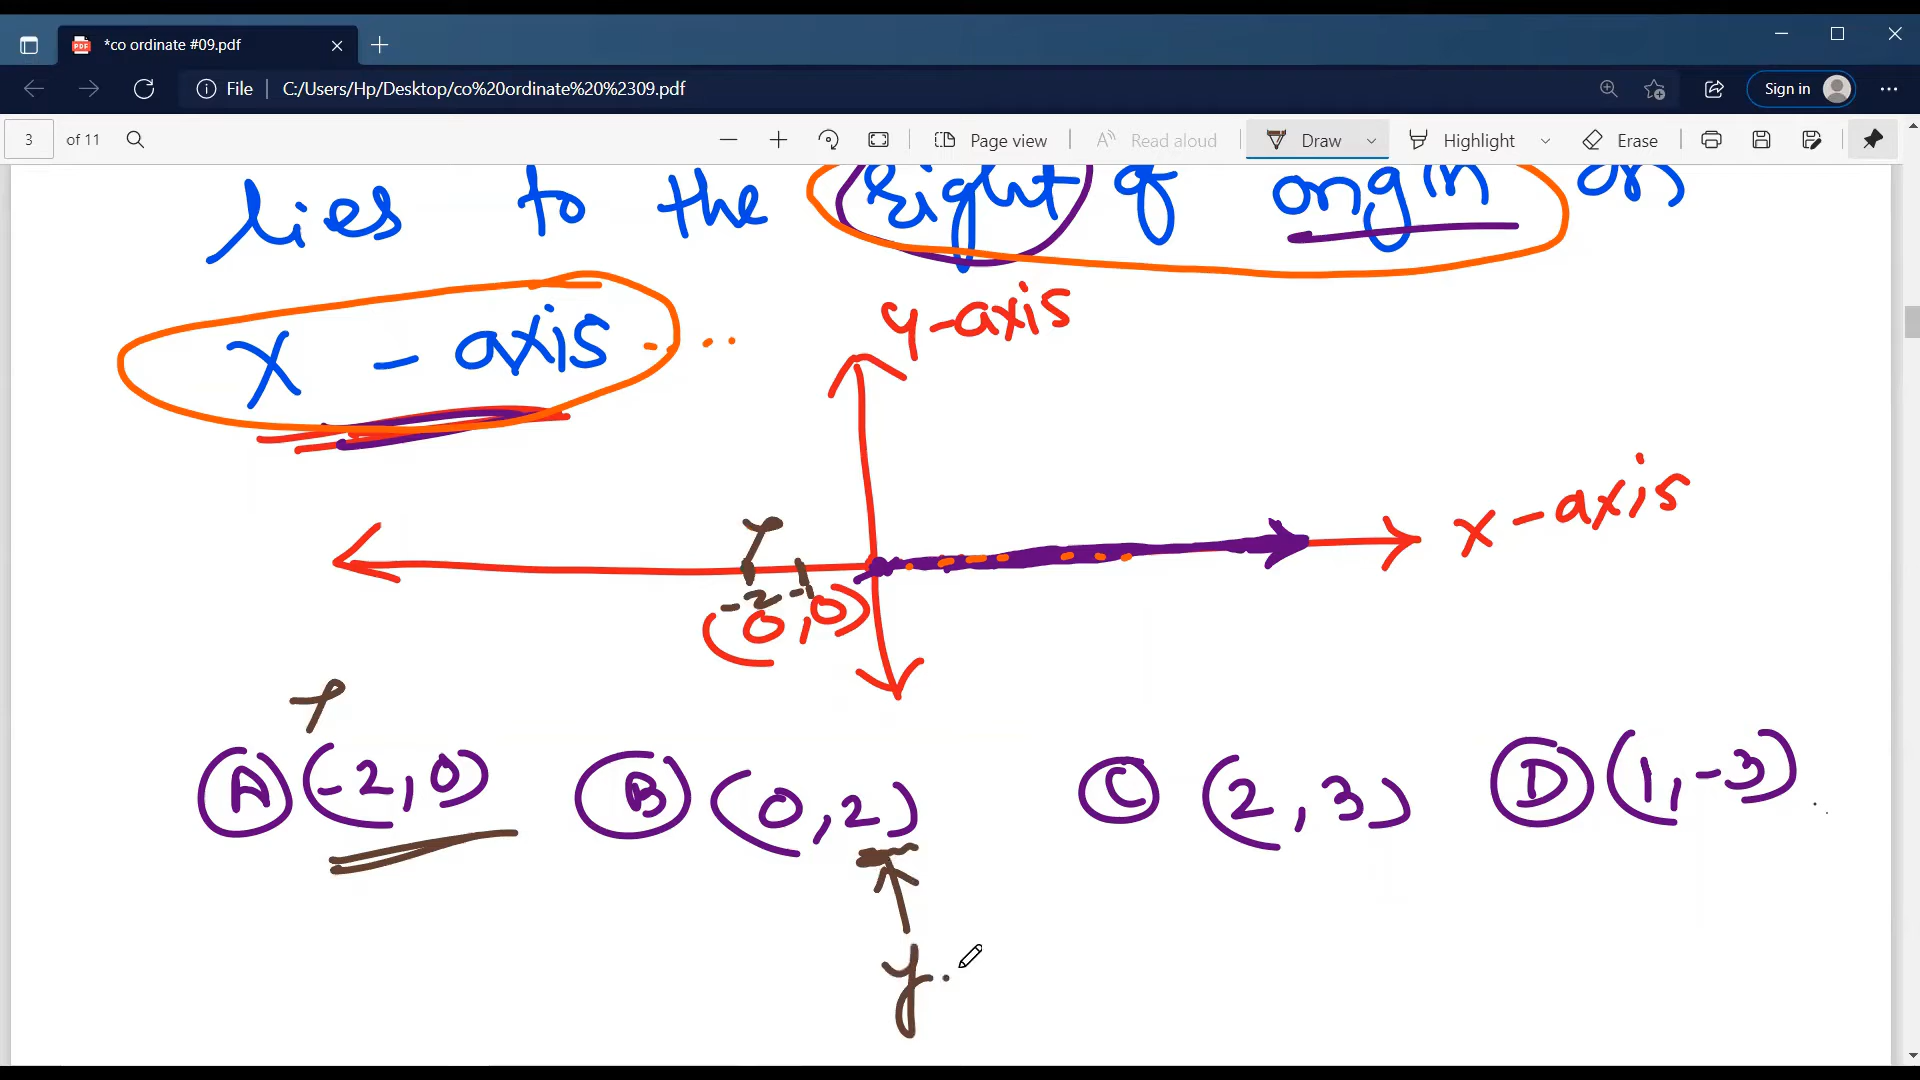 *co ordinate #09.pdf
File | C:/Users/Hp/Desktop/co%20ordinate%20%2309.pdf
Sign in
3 of 11
Page view
Read aloud
Draw
Highlight
Erase
lies to the right of origin on
X - axis ...
y-axis
x-axis
-2 -1
(0,0)
A (-2,0) B (0,2) C (2,3) D (1,-3)
y.